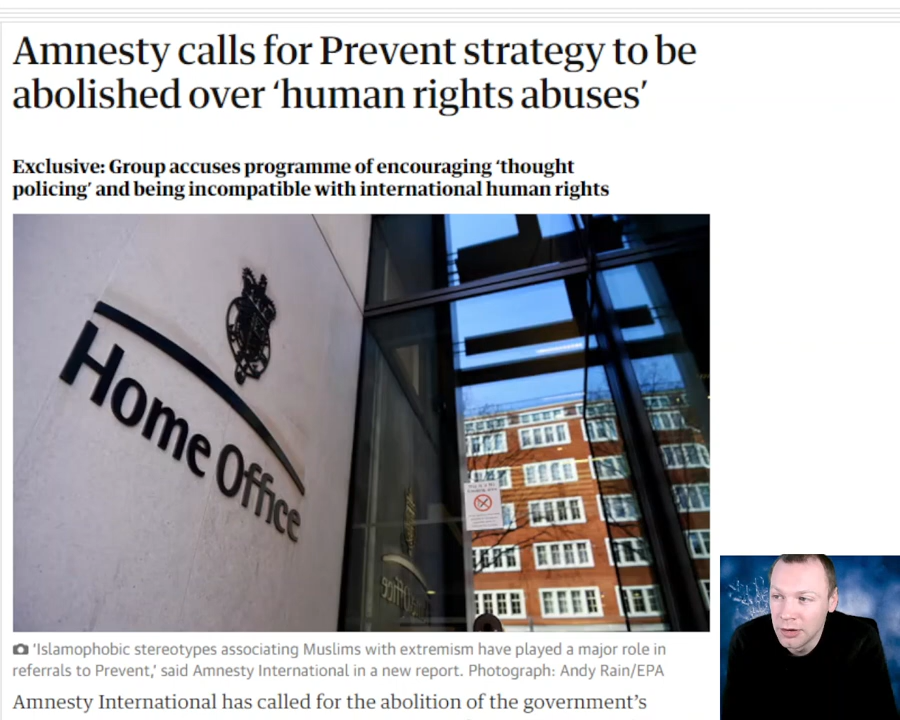 Amnesty calls for Prevent strategy to be
abolished over ‘human rights abuses’
Exclusive: Group accuses programme of encouraging ‘thought
policing’ and being incompatible with international human rights
Home Office
‘Islamophobic stereotypes associating Muslims with extremism have played a major role in
referrals to Prevent,’ said Amnesty International in a new report. Photograph: Andy Rain/EPA
Amnesty International has called for the abolition of the government’s